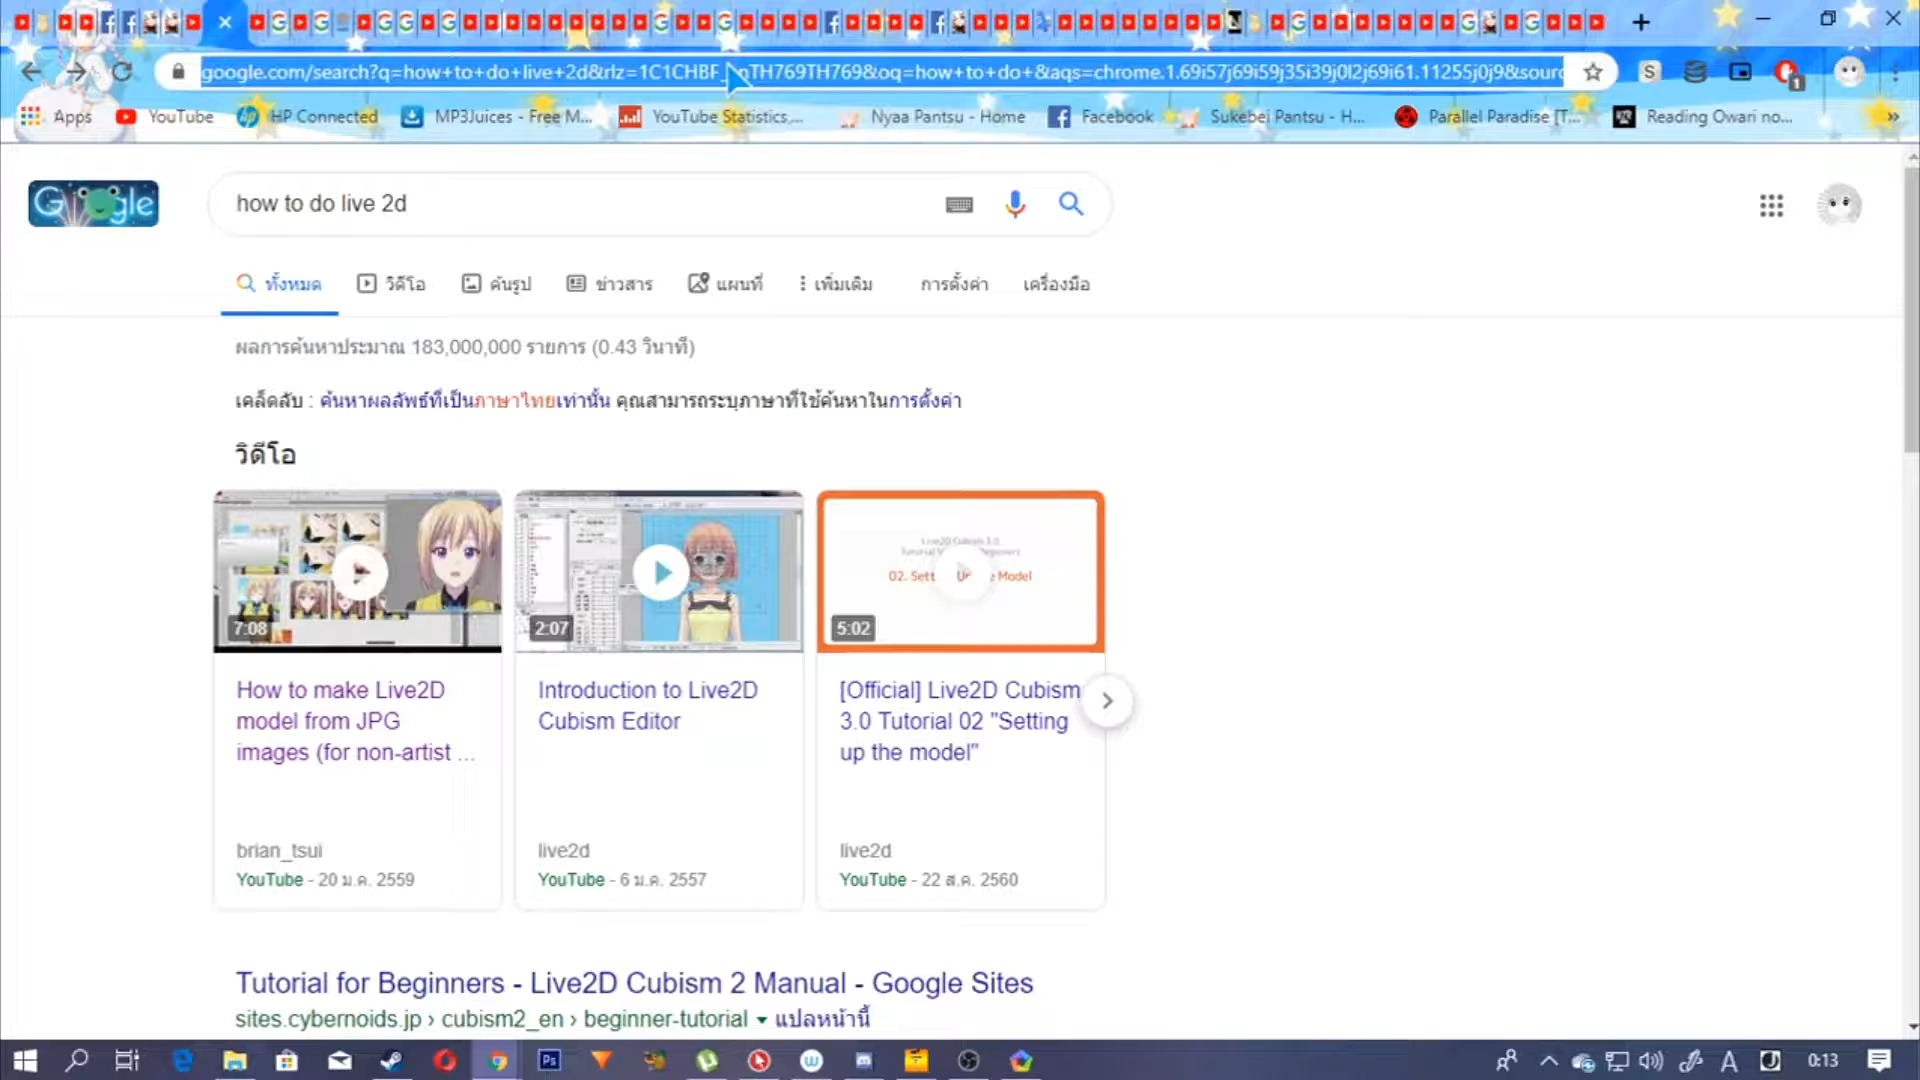 google.com/search?q=how+to+do+live+2d&rlz=1C1CHBF_enTH769TH769&oq=how+to+do+&aqs=chrome.1.69i57j69i59j35i39j0l2j69i61.11255j0j9&sourc
Apps
YouTube
HP Connected
MP3Juices - Free M...
YouTube Statistics,...
Nyaa Pantsu - Home
Facebook
Sukebei Pantsu - H...
Parallel Paradise [T...
Reading Owari no...
»
Google
how to do live 2d
ทั้งหมด
วิดีโอ
ค้นรูป
ข่าวสาร
แผนที่
เพิ่มเติม
การตั้งค่า
เครื่องมือ
ผลการค้นหาประมาณ 183,000,000 รายการ (0.43 วินาที)
เคล็ดลับ : ค้นหาผลลัพธ์ที่เป็นภาษาไทยเท่านั้น คุณสามารถระบุภาษาที่ใช้ค้นหาในการตั้งค่า
วิดีโอ
7:08
2:07
02. Sett Model
5:02
How to make Live2D
model from JPG
images (for non-artist ...
brian_tsui
YouTube - 20 ม.ค. 2559
Introduction to Live2D
Cubism Editor
live2d
YouTube - 6 ม.ค. 2557
[Official] Live2D Cubism
3.0 Tutorial 02 "Setting
up the model"
live2d
YouTube - 22 ส.ค. 2560
Tutorial for Beginners - Live2D Cubism 2 Manual - Google Sites
sites.cybernoids.jp › cubism2_en › beginner-tutorial ▾ แปลหน้านี้
0:13